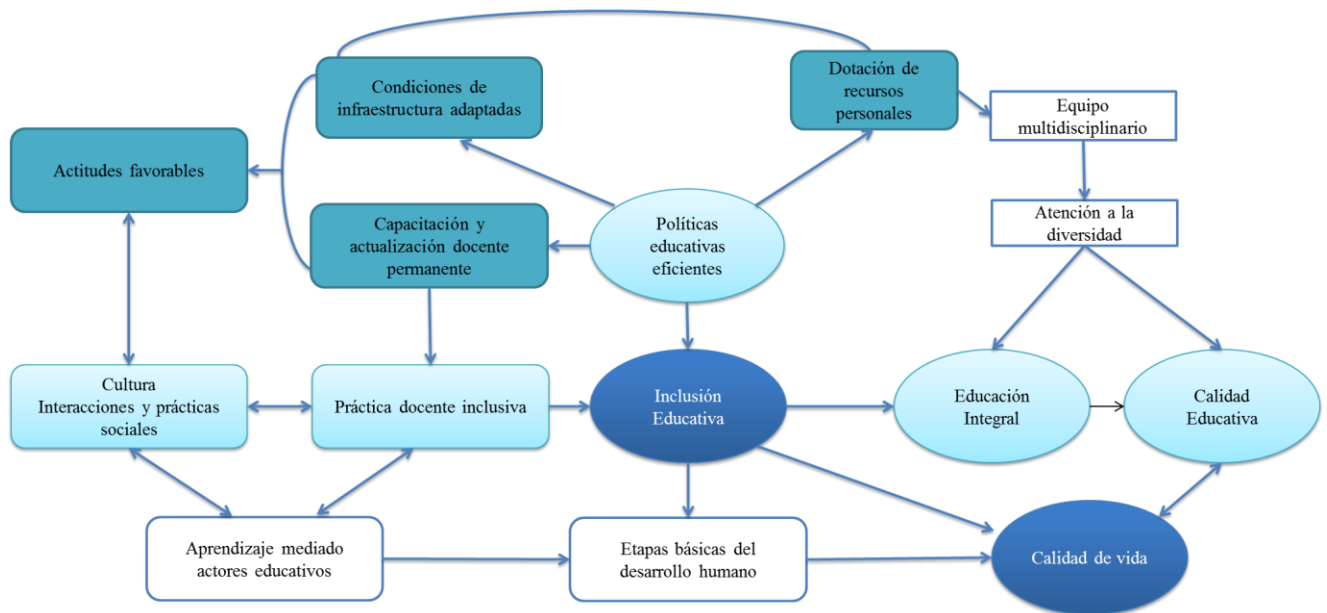 Condiciones de
infraestructura adaptadas
Dotación de
recursos
personales
Equipo
multidisciplinario
Actitudes favorables
Capacitación y
actualización docente
permanente
Políticas
educativas
eficientes
Atención a la
diversidad
Cultura
Interacciones y prácticas
sociales
Práctica docente inclusiva
Inclusión
Educativa
Educación
Integral
Calidad
Educativa
Aprendizaje mediado
actores educativos
Etapas básicas del
desarrollo humano
Calidad de vida